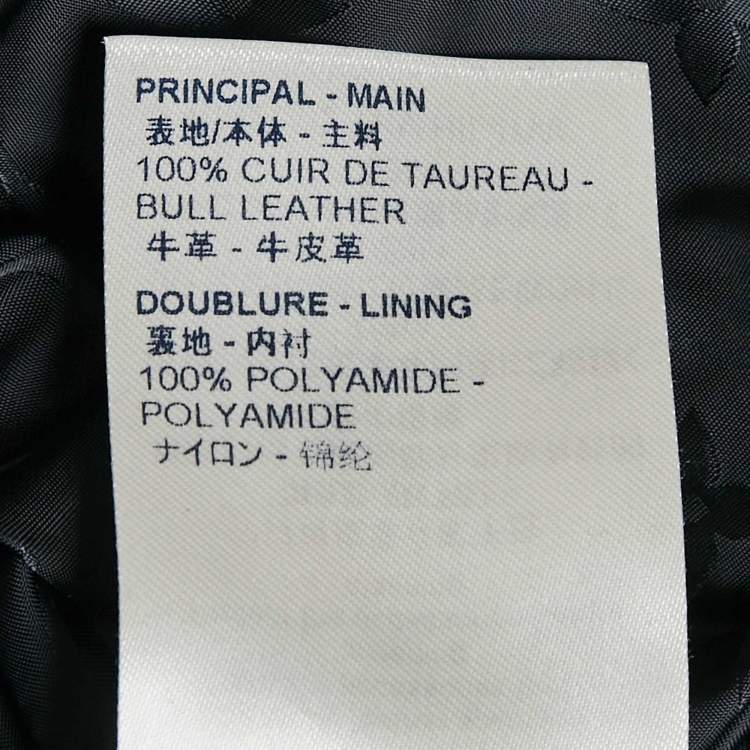 PRINCIPAL - MAIN
表地/本体 - 主料
100% CUIR DE TAUREAU -
BULL LEATHER
牛革 - 牛皮革
DOUBLURE - LINING
裏地 - 内衬
100% POLYAMIDE -
POLYAMIDE
ナイロン - 锦纶